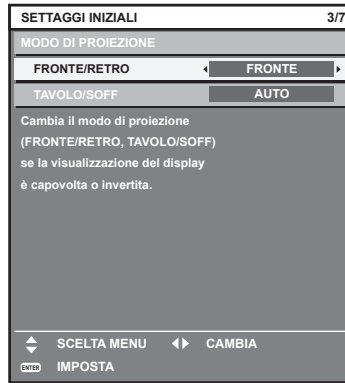 SETTAGGI INIZIALI 3/7
MODO DI PROIEZIONE
FRONTE/RETRO FRONTE
TAVOLO/SOFF AUTO
Cambia il modo di proiezione
(FRONTE/RETRO, TAVOLO/SOFF)
se la visualizzazione del display
è capovolta o invertita.
SCELTA MENU CAMBIA
ENTER IMPOSTA